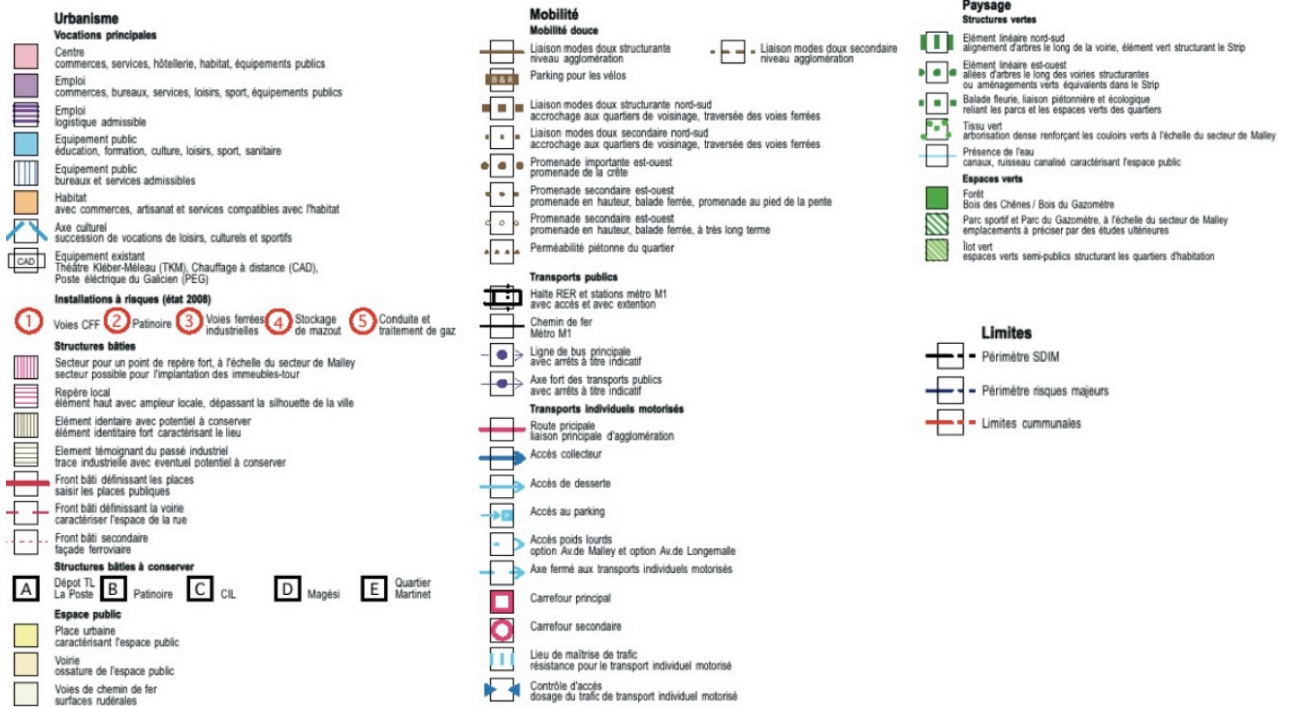 Urbanisme
Vocations principales
Centre
commerces, services, hôtellerie, habitat, équipements publics
Emploi
commerces, bureaux, services, loisirs, sport, équipements publics
Emploi
logistique admissible
Equipement public
éducation, formation, culture, loisirs, sport, sanitaire
Equipement public
bureaux et services admissibles
Habitat
avec commerces, artisanat et services compatibles avec l'habitat
Axe culturel
succession de vocations de loisirs, culturels et sportifs
CAD
Equipement existant
Théâtre Kléber-Méleau (TKM), Chauffage à distance (CAD),
Poste éléctrique du Galicien (PEG)
Installations à risques (état 2008)
1 Voies CFF 2 Patinoire 3 Voies ferrées industrielles 4 Stockage de mazout 5 Conduite et traitement de gaz
Structures bâties
Secteur pour un point de repère fort, à l'échelle du secteur de Malley
secteur possible pour l'implantation des immeubles-tour
Repère local
élément haut avec ampleur locale, dépassant la silhouette de la ville
Elément identaire avec potentiel à conserver
élément identitaire fort caractérisant le lieu
Element témoignant du passé industriel
trace industrielle avec eventuel potentiel à conserver
Front bâti définissant les places
saisir les places publiques
Front bâti définissant la voirie
caractériser l'espace de la rue
Front bâti secondaire
façade ferroviaire
Structures bâties à conserver
A Dépot TL La Poste B Patinoire C CIL D Magési E Quartier Martinet
Espace public
Place urbaine
caractérisant l'espace public
Voirie
ossature de l'espace public
Voies de chemin de fer
surfaces rudérales
Mobilité
Mobilité douce
Liaison modes doux structurante
niveau agglomération
Liaison modes doux secondaire
niveau agglomération
B & R
Parking pour les vélos
Liaison modes doux structurante nord-sud
accrochage aux quartiers de voisinage, traversée des voies ferrées
Liaison modes doux secondaire nord-sud
accrochage aux quartiers de voisinage, traversée des voies ferrées
Promenade importante est-ouest
promenade de la crête
Promenade secondaire est-ouest
promenade en hauteur, balade ferrée, promenade au pied de la pente
Promenade secondaire est-ouest
promenade en hauteur, balade ferrée, à très long terme
Perméabilité piétonne du quartier
Transports publics
Halte RER et stations métro M1
avec accès et avec extention
Chemin de fer
Métro M1
Ligne de bus principale
avec arrêts à titre indicatif
Axe fort des transports publics
avec arrêts à titre indicatif
Transports individuels motorisés
Route pricipale
liaison principale d'agglomération
Accès collecteur
Accès de desserte
P
Accès au parking
Accès poids lourds
option Av.de Malley et option Av.de Longemalle
Axe fermé aux transports individuels motorisés
Carrefour principal
Carrefour secondaire
Lieu de maîtrise de trafic
résistance pour le transport individuel motorisé
Contrôle d'accès
dosage du trafic de transport individuel motorisé
Paysage
Structures vertes
Elément linéaire nord-sud
alignement d'arbres le long de la voirie, élément vert structurant le Strip
Elément linéaire est-ouest
allées d'arbres le long des voiries structurantes
ou aménagements verts équivalents dans le Strip
Balade fleurie, liaison piétonnière et écologique
reliant les parcs et les espaces verts des quartiers
Tissu vert
arborisation dense renforçant les couloirs verts à l'échelle du secteur de Malley
Présence de l'eau
canaux, ruisseau canalisé caractérisant l'espace public
Espaces verts
Forêt
Bois des Chênes / Bois du Gazomètre
Parc sportif et Parc du Gazomètre, à l'échelle du secteur de Malley
emplacements à préciser par des études ultérieures
Îlot vert
espaces verts semi-publics structurant les quartiers d'habitation
Limites
Périmètre SDIM
Périmètre risques majeurs
Limites cummunales